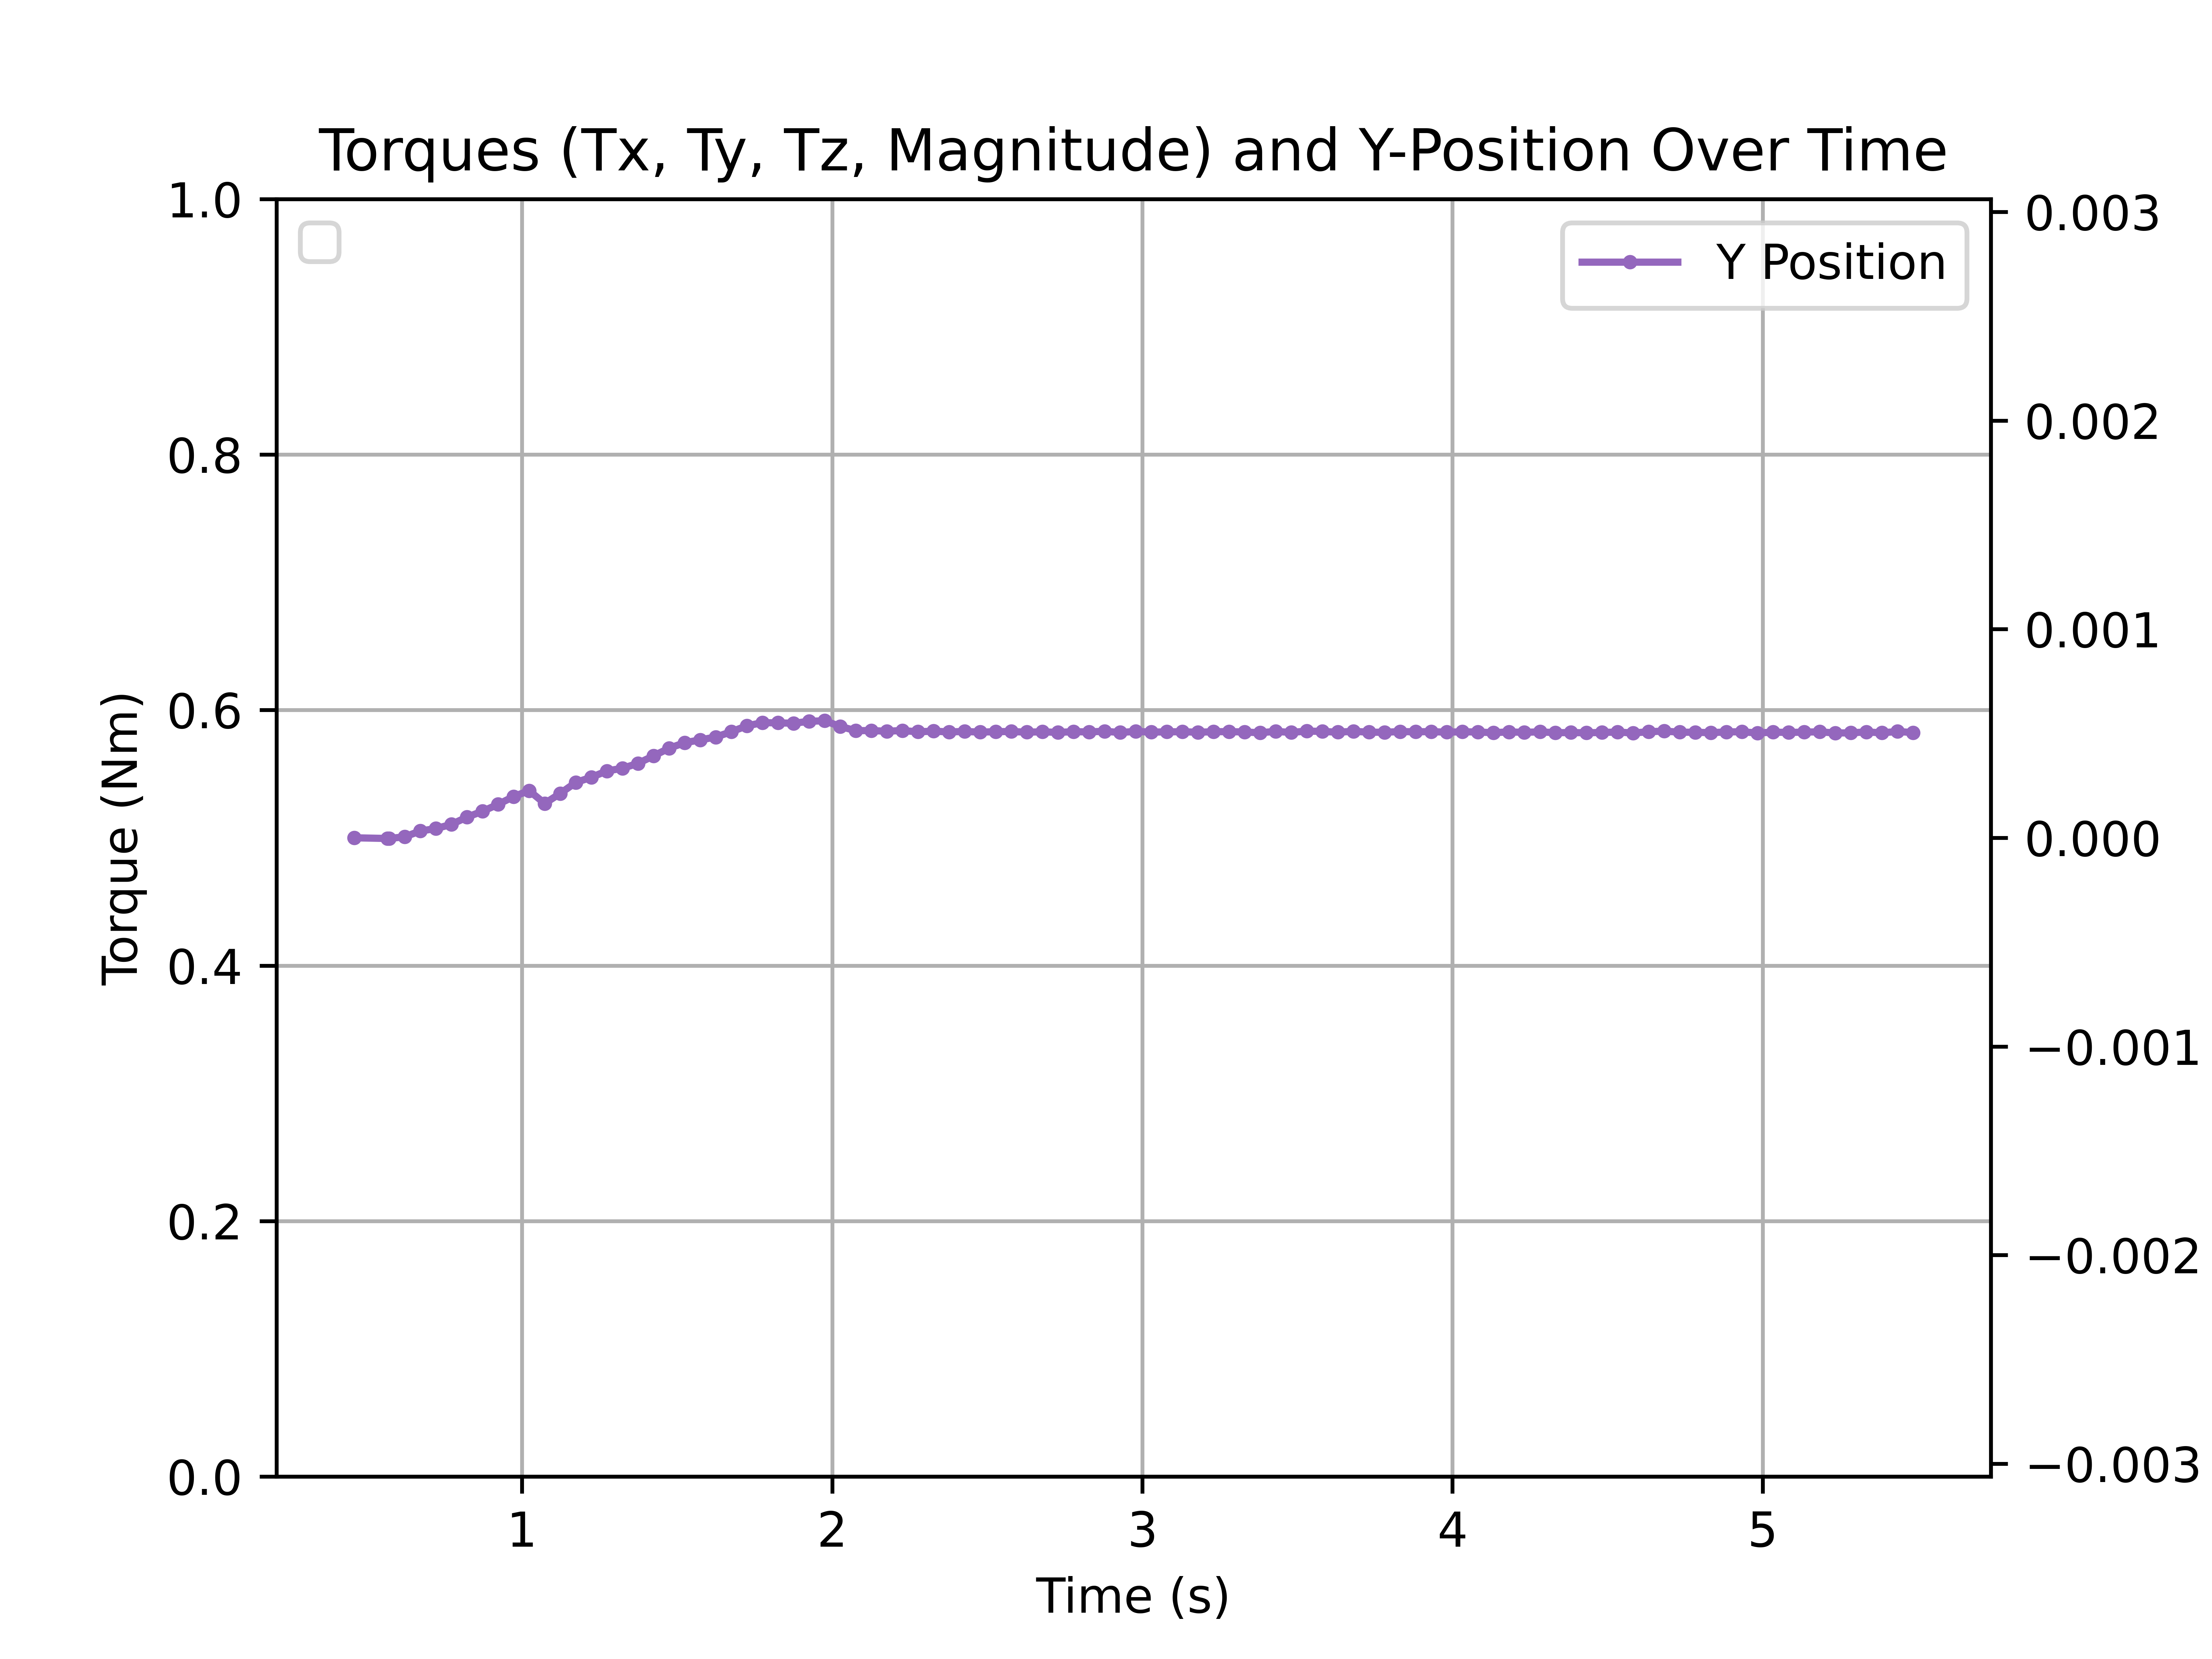 Torques (Tx, Ty, Tz, Magnitude) and Y-Position Over Time
Y Position
Torque (Nm)
1.0
0.8
0.6
0.4
0.2
0.0
0.003
0.002
0.001
0.000
−0.001
−0.002
−0.003
1 2 3 4 5
Time (s)